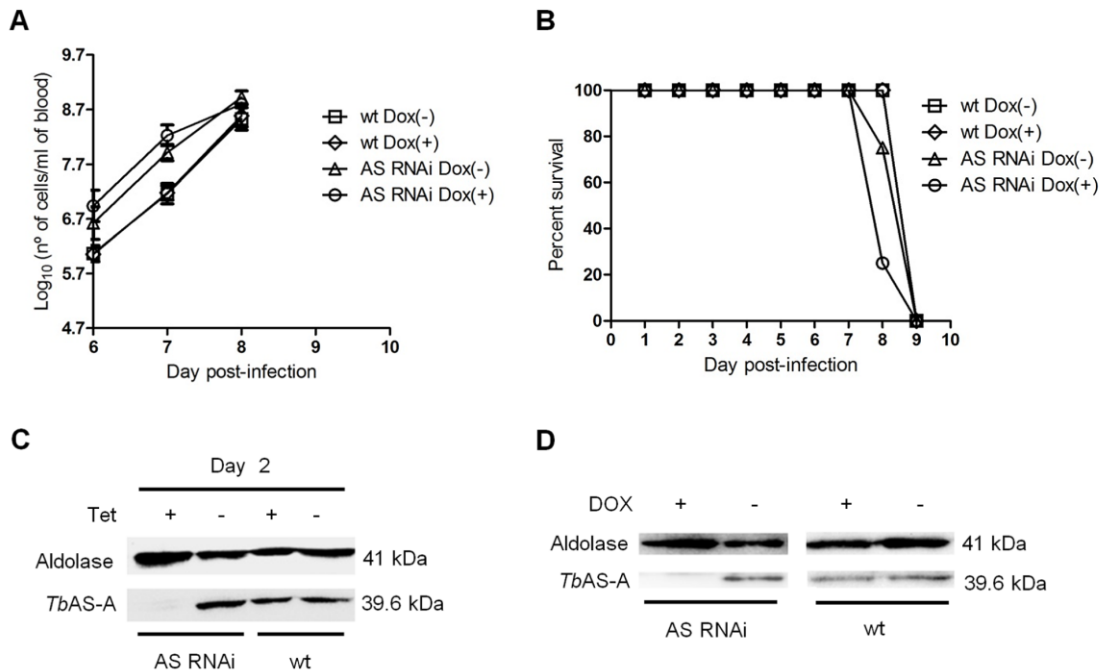 A
9.7
8.7
7.7
6.7
5.7
4.7
Log10 (nº of cells/ml of blood)
6 7 8 9 10
Day post-infection
wt Dox(-)
wt Dox(+)
AS RNAi Dox(-)
AS RNAi Dox(+)
B
100
80
60
40
20
0
Percent survival
0 1 2 3 4 5 6 7 8 9 10
Day post-infection
wt Dox(-)
wt Dox(+)
AS RNAi Dox(-)
AS RNAi Dox(+)
C
Day 2
Tet + - + -
Aldolase 41 kDa
TbAS-A 39.6 kDa
AS RNAi wt
D
DOX + - + -
Aldolase 41 kDa
TbAS-A 39.6 kDa
AS RNAi wt